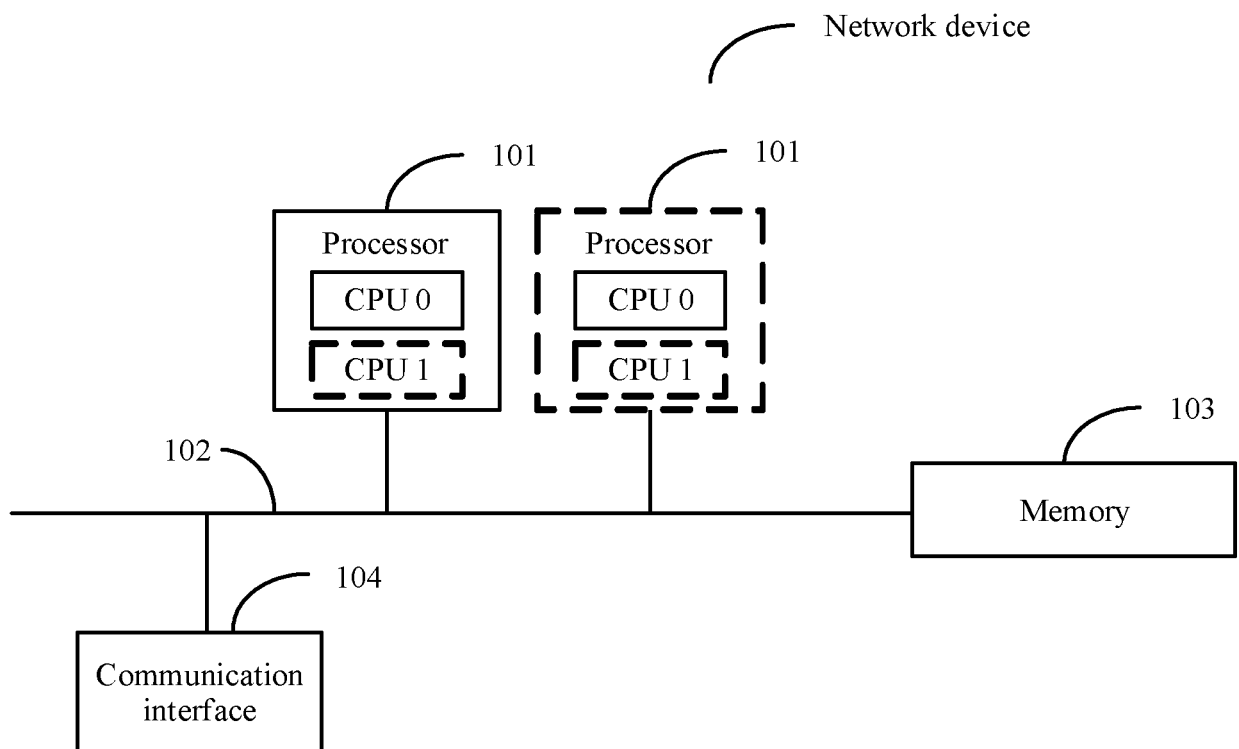 Network device
101
101
Processor
Processor
CPU 0
CPU 0
CPU 1
CPU 1
103
102
Memory
104
Communication
interface